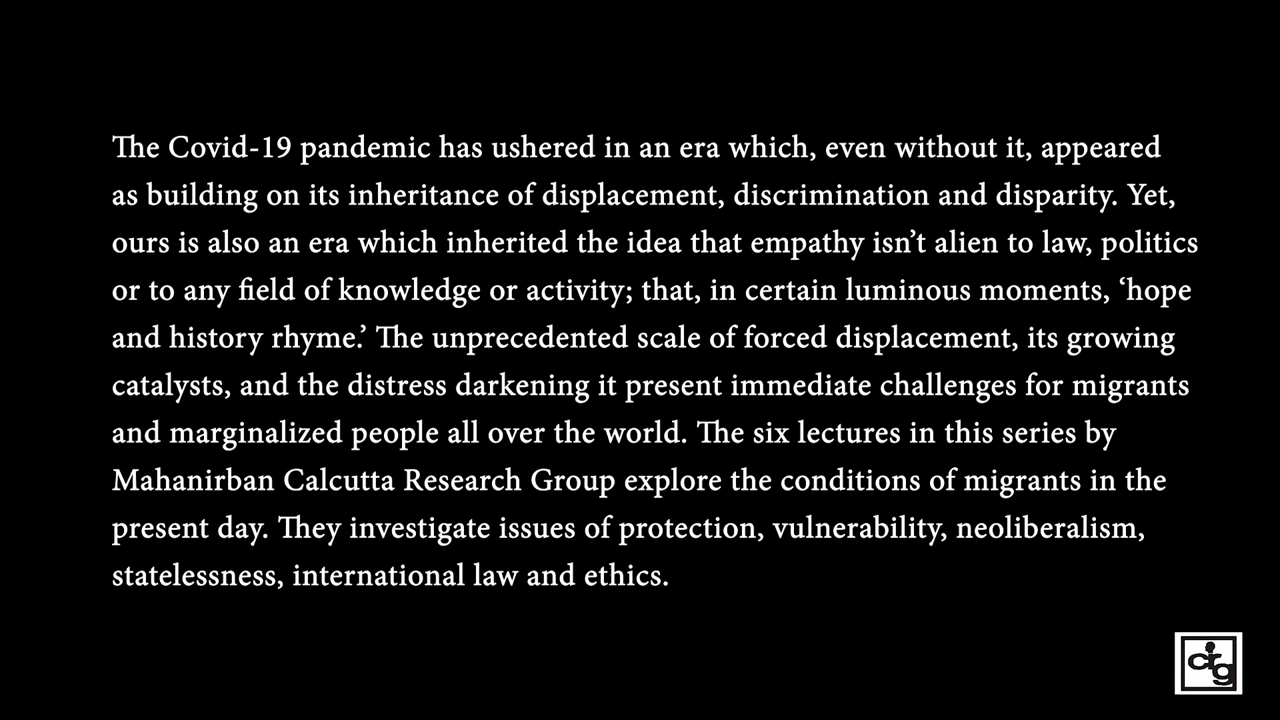 The Covid-19 pandemic has ushered in an era which, even without it, appeared
as building on its inheritance of displacement, discrimination and disparity. Yet,
ours is also an era which inherited the idea that empathy isn’t alien to law, politics
or to any field of knowledge or activity; that, in certain luminous moments, ‘hope
and history rhyme.’ The unprecedented scale of forced displacement, its growing
catalysts, and the distress darkening it present immediate challenges for migrants
and marginalized people all over the world. The six lectures in this series by
Mahanirban Calcutta Research Group explore the conditions of migrants in the
present day. They investigate issues of protection, vulnerability, neoliberalism,
statelessness, international law and ethics.
crg